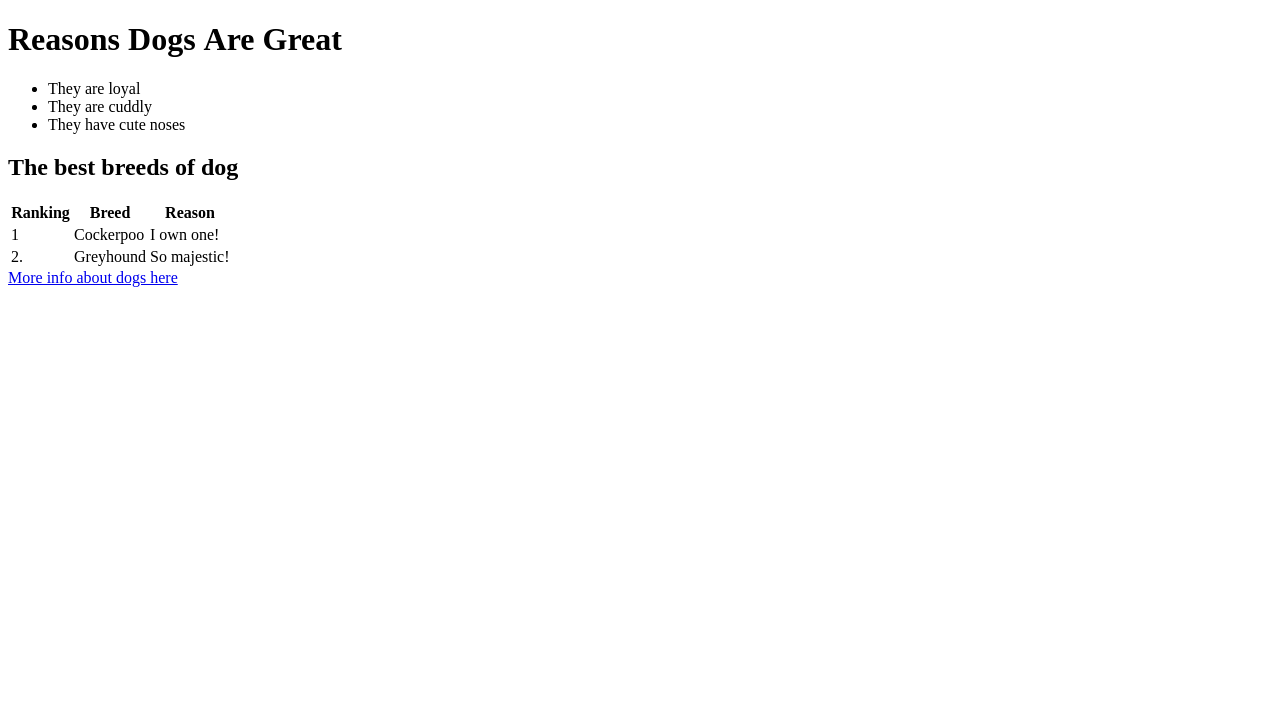 Reasons Dogs Are Great
They are loyal
They are cuddly
They have cute noses
The best breeds of dog
Ranking Breed Reason
1 Cockerpoo I own one!
2. Greyhound So majestic!
More info about dogs here